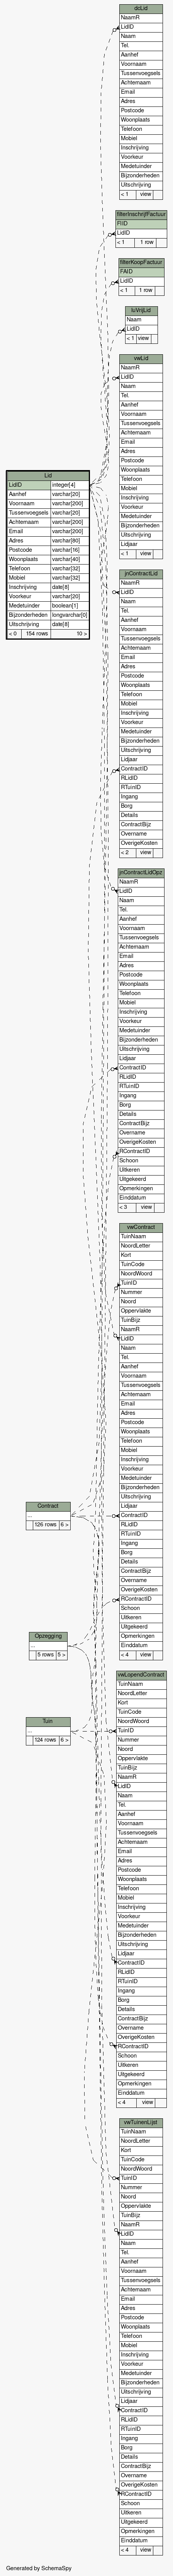 dcLid
NaamR
LidID
Naam
Tel.
Aanhef
Voornaam
Tussenvoegsels
Achternaam
Email
Adres
Postcode
Woonplaats
Telefoon
Mobiel
Inschrijving
Voorkeur
Medetuinder
Bijzonderheden
Uitschrijving
< 1 view
filterInschrijfFactuur
FIID
LidID
< 1 1 row
filterKoopFactuur
FAID
LidID
< 1 1 row
luVrijLid
Naam
LidID
< 1 view
vwLid
NaamR
LidID
Naam
Tel.
Aanhef
Voornaam
Tussenvoegsels
Achternaam
Email
Adres
Postcode
Woonplaats
Telefoon
Mobiel
Inschrijving
Voorkeur
Medetuinder
Bijzonderheden
Uitschrijving
Lidjaar
< 1 view
Lid
LidID integer[4]
Aanhef varchar[20]
Voornaam varchar[200]
Tussenvoegsels varchar[20]
Achternaam varchar[200]
Email varchar[200]
Adres varchar[80]
Postcode varchar[16]
Woonplaats varchar[40]
Telefoon varchar[32]
Mobiel varchar[32]
Inschrijving date[8]
Voorkeur varchar[20]
Medetuinder boolean[1]
Bijzonderheden longvarchar[0]
Uitschrijving date[8]
< 0 154 rows 10 >
jnContractLid
NaamR
LidID
Naam
Tel.
Aanhef
Voornaam
Tussenvoegsels
Achternaam
Email
Adres
Postcode
Woonplaats
Telefoon
Mobiel
Inschrijving
Voorkeur
Medetuinder
Bijzonderheden
Uitschrijving
Lidjaar
ContractID
RLidID
RTuinID
Ingang
Borg
Details
ContractBijz
Overname
OverigeKosten
< 2 view
jnContractLidOpz
NaamR
LidID
Naam
Tel.
Aanhef
Voornaam
Tussenvoegsels
Achternaam
Email
Adres
Postcode
Woonplaats
Telefoon
Mobiel
Inschrijving
Voorkeur
Medetuinder
Bijzonderheden
Uitschrijving
Lidjaar
ContractID
RLidID
RTuinID
Ingang
Borg
Details
ContractBijz
Overname
OverigeKosten
RContractID
Schoon
Uitkeren
Uitgekeerd
Opmerkingen
Einddatum
< 3 view
vwContract
TuinNaam
NoordLetter
Kort
TuinCode
NoordWoord
TuinID
Nummer
Noord
Oppervlakte
TuinBijz
NaamR
LidID
Naam
Tel.
Aanhef
Voornaam
Tussenvoegsels
Achternaam
Email
Adres
Postcode
Woonplaats
Telefoon
Mobiel
Inschrijving
Voorkeur
Medetuinder
Bijzonderheden
Uitschrijving
Lidjaar
ContractID
RLidID
RTuinID
Ingang
Borg
Details
ContractBijz
Overname
OverigeKosten
RContractID
Schoon
Uitkeren
Uitgekeerd
Opmerkingen
Einddatum
< 4 view
Contract
...
126 rows 6 >
Opzegging
...
5 rows 5 >
Tuin
...
124 rows 6 >
vwLopendContract
TuinNaam
NoordLetter
Kort
TuinCode
NoordWoord
TuinID
Nummer
Noord
Oppervlakte
TuinBijz
NaamR
LidID
Naam
Tel.
Aanhef
Voornaam
Tussenvoegsels
Achternaam
Email
Adres
Postcode
Woonplaats
Telefoon
Mobiel
Inschrijving
Voorkeur
Medetuinder
Bijzonderheden
Uitschrijving
Lidjaar
ContractID
RLidID
RTuinID
Ingang
Borg
Details
ContractBijz
Overname
OverigeKosten
RContractID
Schoon
Uitkeren
Uitgekeerd
Opmerkingen
Einddatum
< 4 view
vwTuinenLijst
TuinNaam
NoordLetter
Kort
TuinCode
NoordWoord
TuinID
Nummer
Noord
Oppervlakte
TuinBijz
NaamR
LidID
Naam
Tel.
Aanhef
Voornaam
Tussenvoegsels
Achternaam
Email
Adres
Postcode
Woonplaats
Telefoon
Mobiel
Inschrijving
Voorkeur
Medetuinder
Bijzonderheden
Uitschrijving
Lidjaar
ContractID
RLidID
RTuinID
Ingang
Borg
Details
ContractBijz
Overname
OverigeKosten
RContractID
Schoon
Uitkeren
Uitgekeerd
Opmerkingen
Einddatum
< 4 view
Generated by SchemaSpy